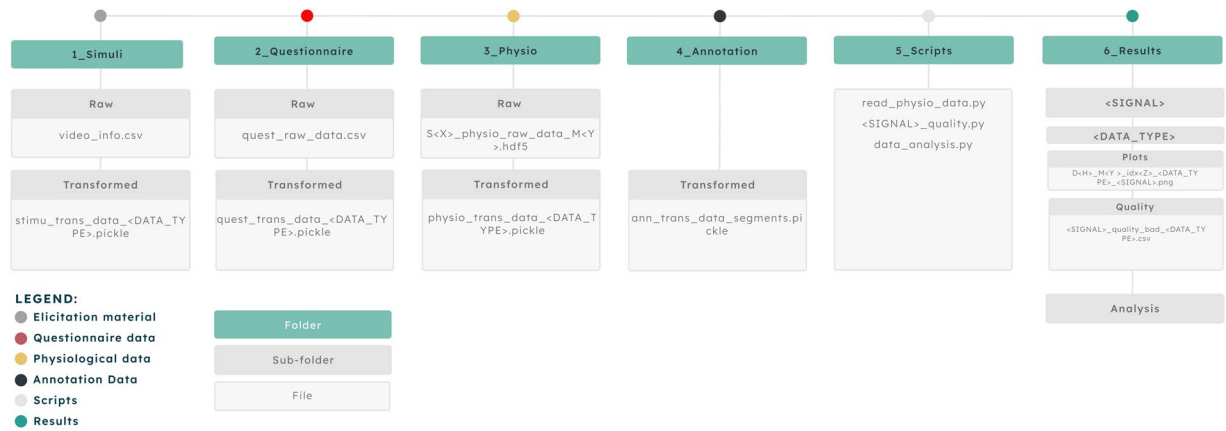 1_Simuli
2_Questionnaire
3_Physio
4_Annotation
5_Scripts
6_Results
Raw
video_info.csv
Transformed
stimu_trans_data_<DATA_TY
PE>.pickle
Raw
quest_raw_data.csv
Transformed
quest_trans_data_<DATA_TY
PE>.pickle
Raw
S<X>_physio_raw_data_M<Y
>.hdf5
Transformed
physio_trans_data_<DATA_T
YPE>.pickle
Transformed
ann_trans_data_segments.pi
ckle
read_physio_data.py
<SIGNAL>_quality.py
data_analysis.py
<SIGNAL>
<DATA_TYPE>
Plots
D<H>_M<Y >_idx<Z>_<DATA_TY
PE>_<SIGNAL>.png
Quality
<SIGNAL>_quality_bad_<DATA_TY
PE>.csv
Analysis
LEGEND:
Elicitation material
Questionnaire data
Physiological data
Annotation Data
Scripts
Results
Folder
Sub-folder
File